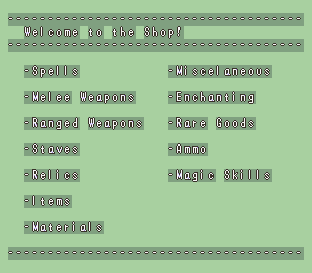 Welcome to the Shop!
-Spells
-Melee Weapons
-Ranged Weapons
-Staves
-Relics
-Items
-Materials
-Miscelaneous
-Enchanting
-Rare Goods
-Ammo
-Magic Skills